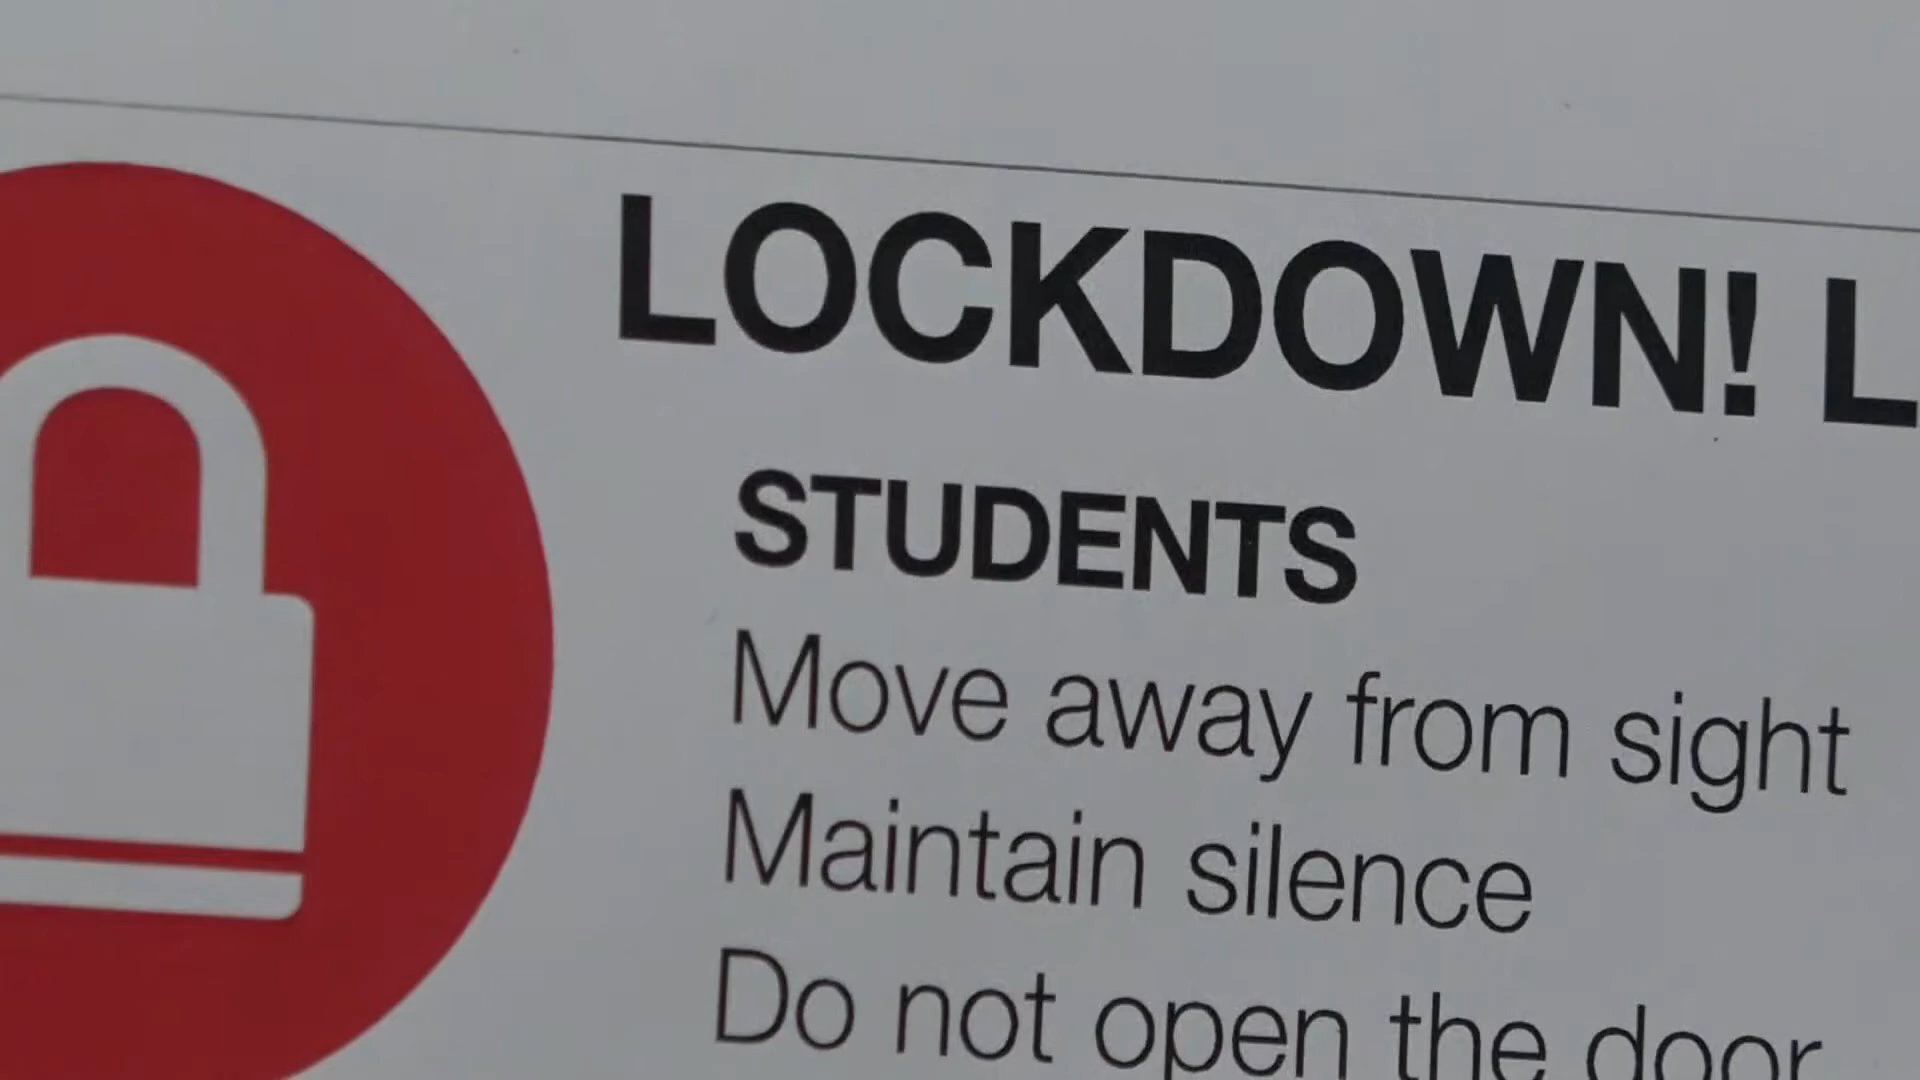 LOCKDOWN! L
STUDENTS
Move away from sight
Maintain silence
Do not open the door